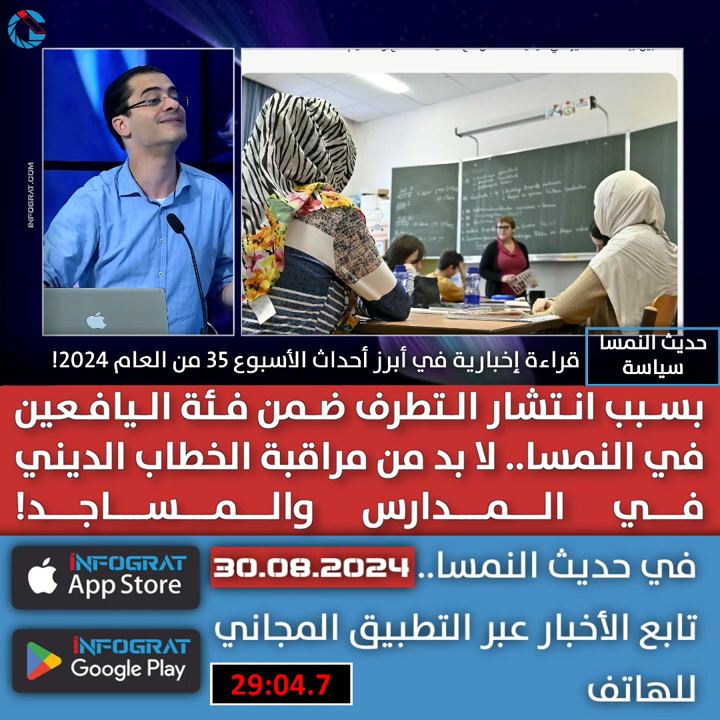 INFOGRAT.COM
حديث النمسا
سياسة
قراءة إخبارية في أبرز أحداث الأسبوع 35 من العام 2024!
بسبب انتشار التطرف ضمن فئة اليافعين
في النمسا.. لا بد من مراقبة الخطاب الديني
في المدارس والمساجد!
في حديث النمسا.. 30.08.2024
تابع الأخبار عبر التطبيق المجاني
للهاتف
29:04.7
INFOGRAT
App Store
INFOGRAT
Google Play